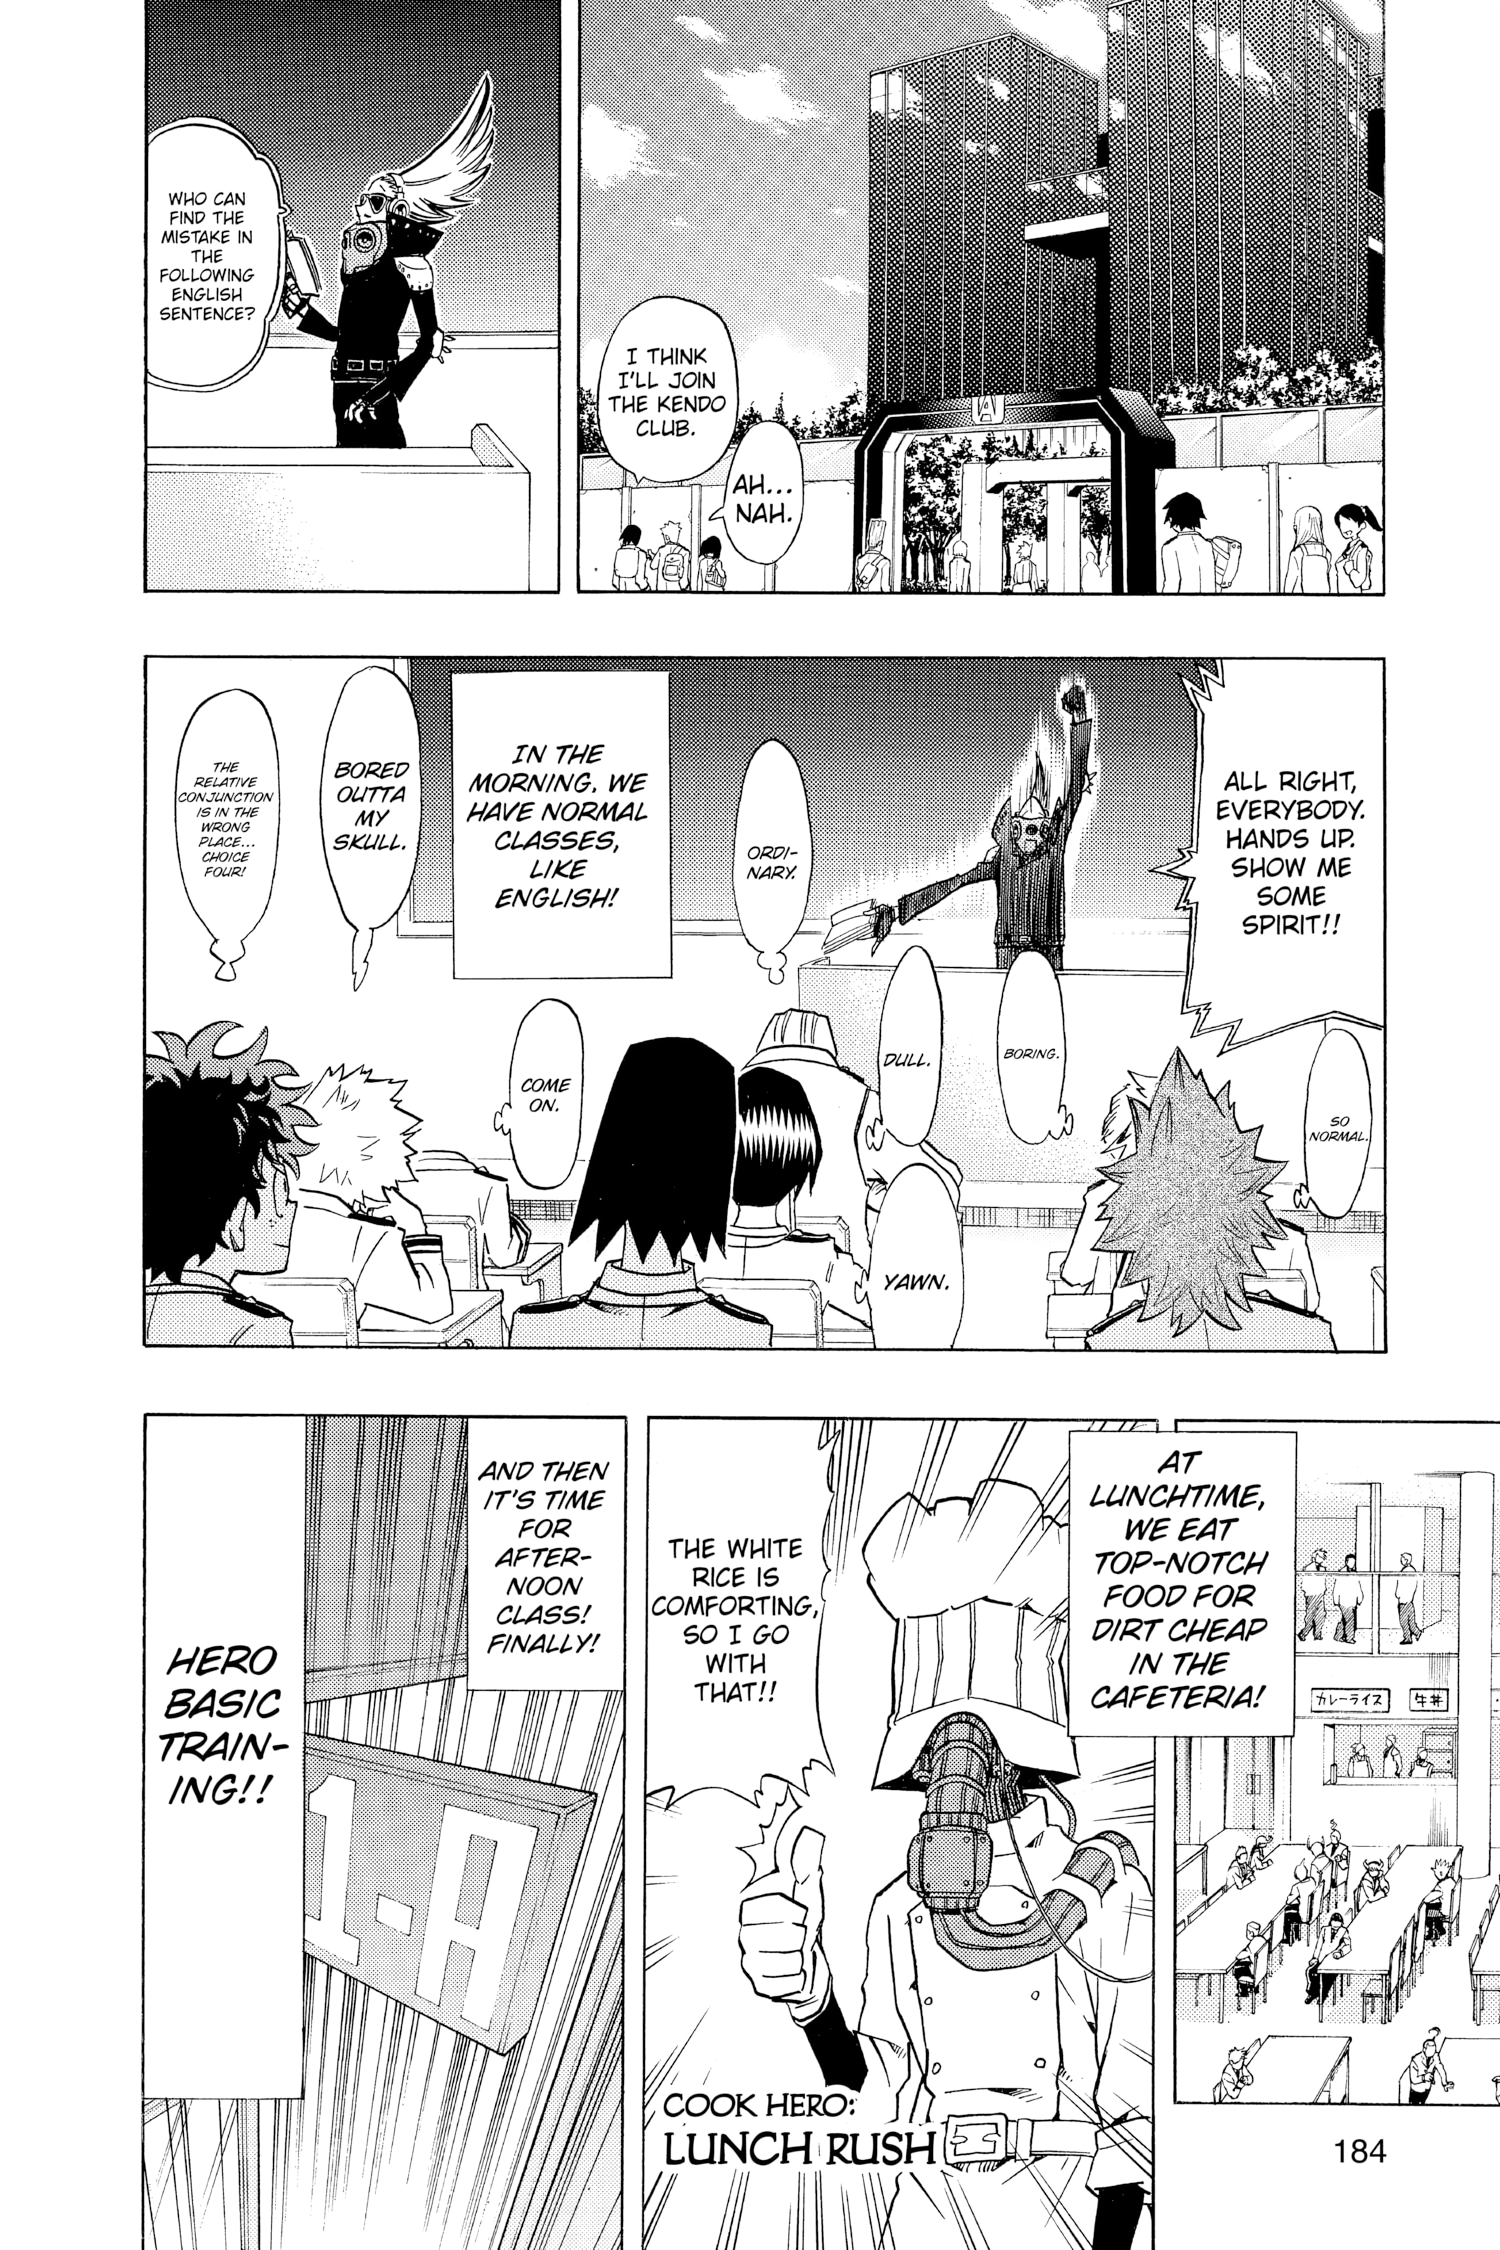 I THINK
I'LL JOIN
THE KENDO
CLUB.
AH...
NAH.
WHO CAN
FIND THE
MISTAKE IN
THE
FOLLOWING
ENGLISH
SENTENCE?
ALL RIGHT,
EVERYBODY.
HANDS UP.
SHOW ME
SOME
SPIRIT!!
SO
NORMAL.
BORING.
DULL.
YAWN.
ORDI-
NARY.
COME
ON.
IN THE
MORNING, WE
HAVE NORMAL
CLASSES,
LIKE
ENGLISH!
BORED
OUTTA
MY
SKULL.
THE
RELATIVE
CONJUNCTION
IS IN THE
WRONG
PLACE...
CHOICE
FOUR!
AT
LUNCHTIME,
WE EAT
TOP-NOTCH
FOOD FOR
DIRT CHEAP
IN THE
CAFETERIA!
カレーライス
牛丼
THE WHITE
RICE IS
COMFORTING,
SO I GO
WITH
THAT!!
COOK HERO:
LUNCH RUSH
AND THEN
IT'S TIME
FOR
AFTER-
NOON
CLASS!
FINALLY!
1-A
HERO
BASIC
TRAIN-
ING!!
184